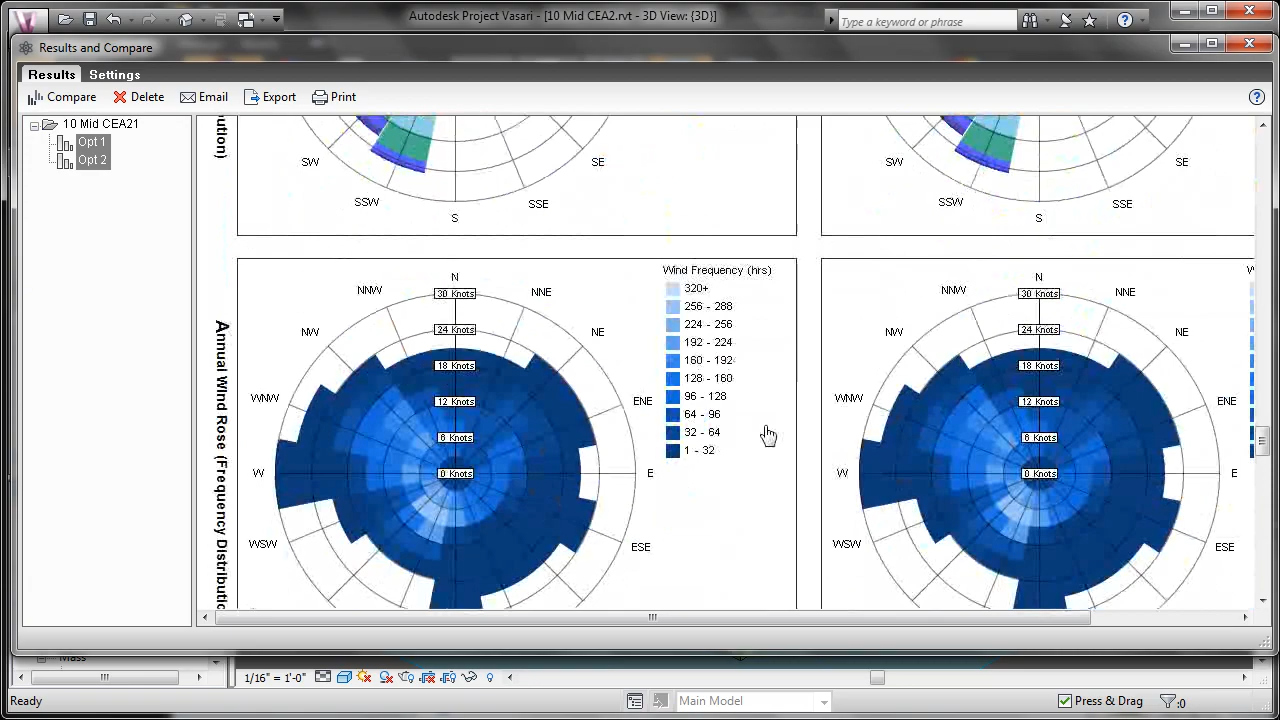 Autodesk Project Vasari - [10 Mid CEA2.rvt - 3D View: {3D}]
Type a keyword or phrase
Results and Compare
Results Settings
Compare Delete Email Export Print
10 Mid CEA21
Opt 1
Opt 2
bution)
SW SE
SSW SSE
S
SW SE
SSW SSE
S
Annual Wind Rose (Frequency Distributio
N
NNW 30 Knots NNE
NW 24 Knots NE
18 Knots
WNW 12 Knots ENE
6 Knots
W 0 Knots E
WSW ESE
Wind Frequency (hrs)
320+
256 - 288
224 - 256
192 - 224
160 - 192
128 - 160
96 - 128
64 - 96
32 - 64
1 - 32
N
NNW 30 Knots NNE
NW 24 Knots NE
18 Knots
WNW 12 Knots ENE
6 Knots
W 0 Knots E
WSW ESE
Mass
1/16" = 1'-0"
Ready
Main Model
Press & Drag
:0